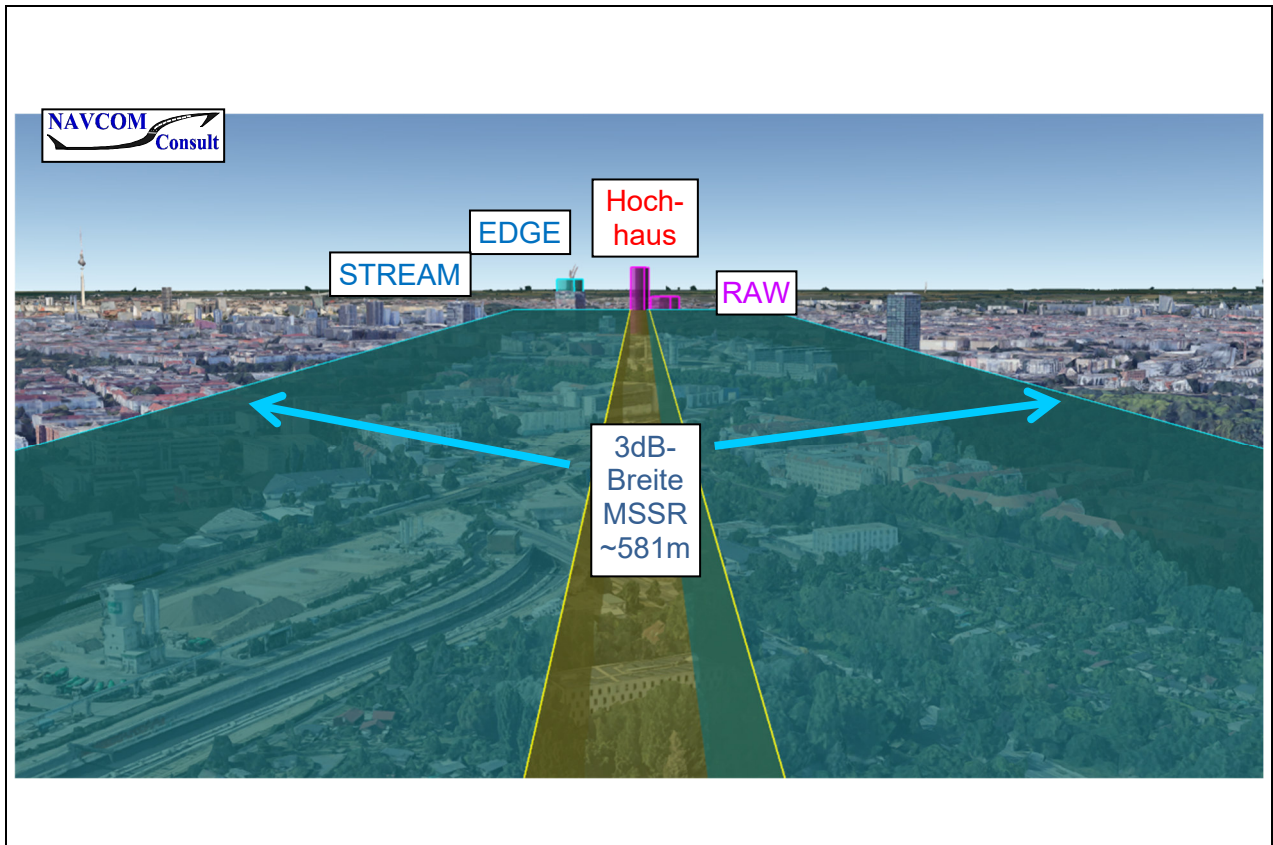 NAVCOM
Consult
Hoch-
haus
EDGE
STREAM
RAW
3dB-
Breite
MSSR
~581m